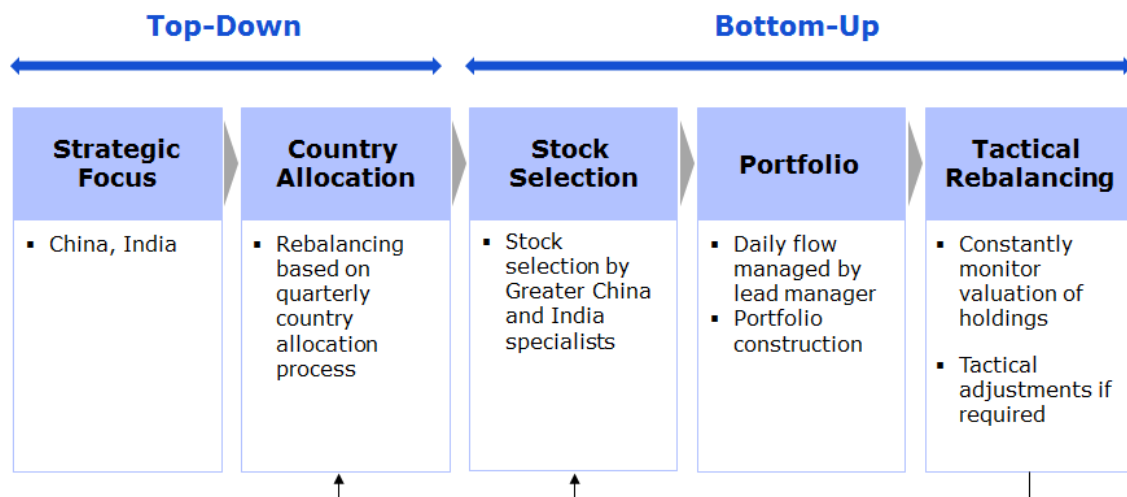 Top-Down
Bottom-Up
Strategic
Focus
Country
Allocation
Stock
Selection
Portfolio
Tactical
Rebalancing
▪ China, India
▪ Rebalancing
based on
quarterly
country
allocation
process
▪ Stock
selection by
Greater China
and India
specialists
▪ Daily flow
managed by
lead manager
▪ Portfolio
construction
▪ Constantly
monitor
valuation of
holdings
▪ Tactical
adjustments if
required